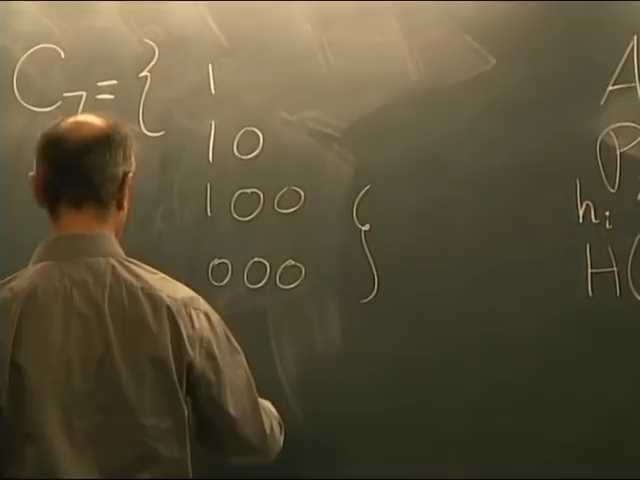 C₇ = { 1
10
100
000 }
A
P
hᵢ
H(